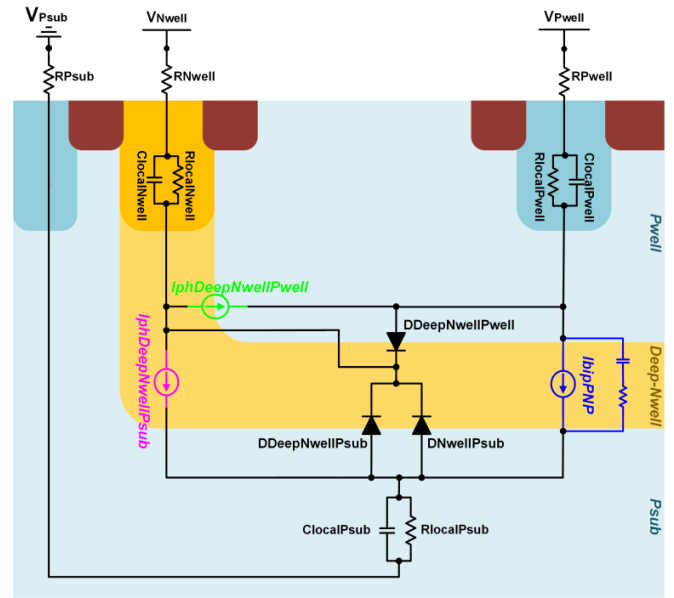 VPsub
VNwell
VPwell
RPsub
RNwell
RPwell
ClocalNwell
RlocalNwell
RlocalPwell
ClocalPwell
Pwell
IphDeepNwellPwell
DDeepNwellPwell
IphDeepNwellPsub
IbipPNP
Deep-Nwell
DDeepNwellPsub
DNwellPsub
Psub
ClocalPsub
RlocalPsub